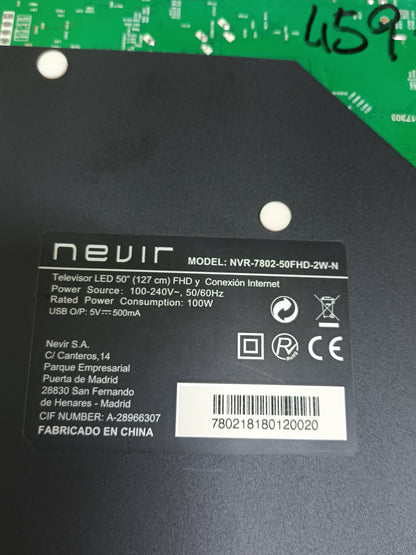 459
nevir
MODEL: NVR-7802-50FHD-2W-N
Televisor LED 50" (127 cm) FHD y Conexión Internet
Power Source: 100-240V~, 50/60Hz
Rated Power Consumption: 100W
USB O/P: 5V⎓500mA
Nevir S.A.
C/ Canteros,14
Parque Empresarial
Puerta de Madrid
28830 San Fernando
de Henares - Madrid
CIF NUMBER: A-28966307
FABRICADO EN CHINA
CE
780218180120020